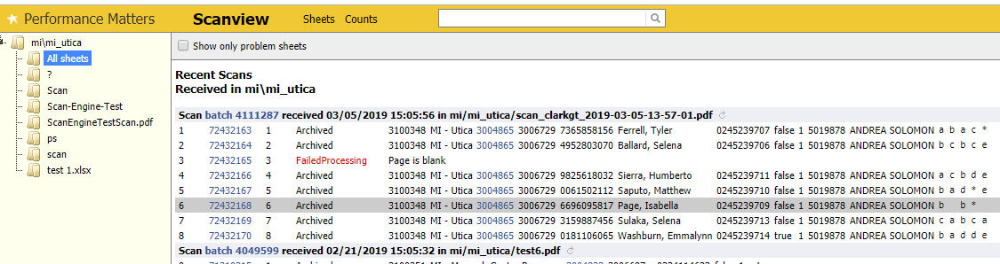 Performance Matters Scanview Sheets Counts
mi\mi_utica
All sheets
?
Scan
Scan-Engine-Test
ScanEngineTestScan.pdf
ps
scan
test 1.xlsx
Show only problem sheets
Recent Scans
Received in mi\mi_utica
Scan batch 4111287 received 03/05/2019 15:05:56 in mi/mi_utica/scan_clarkgt_2019-03-05-13-57-01.pdf
1 72432163 1 Archived 3100348 MI - Utica 3004865 3006729 7365858156 Ferrell, Tyler 0245239707 false 1 5019878 ANDREA SOLOMON a b a c *
2 72432164 2 Archived 3100348 MI - Utica 3004865 3006729 4952803070 Ballard, Selena 0245239706 false 1 5019878 ANDREA SOLOMON b c b c e
3 72432165 3 FailedProcessing Page is blank
4 72432166 4 Archived 3100348 MI - Utica 3004865 3006729 9825618032 Sierra, Humberto 0245239711 false 1 5019878 ANDREA SOLOMON a c b d e
5 72432167 5 Archived 3100348 MI - Utica 3004865 3006729 0061502112 Saputo, Matthew 0245239710 false 1 5019878 ANDREA SOLOMON b a d * e
6 72432168 6 Archived 3100348 MI - Utica 3004865 3006729 6696095817 Page, Isabella 0245239709 false 1 5019878 ANDREA SOLOMON b b *
7 72432169 7 Archived 3100348 MI - Utica 3004865 3006729 3159887456 Sulaka, Selena 0245239713 false 1 5019878 ANDREA SOLOMON c a b c a
8 72432170 8 Archived 3100348 MI - Utica 3004865 3006729 0181106065 Washburn, Emmalynn 0245239714 true 1 5019878 ANDREA SOLOMON b a d d e
Scan batch 4049599 received 02/21/2019 15:05:32 in mi/mi_utica/test6.pdf